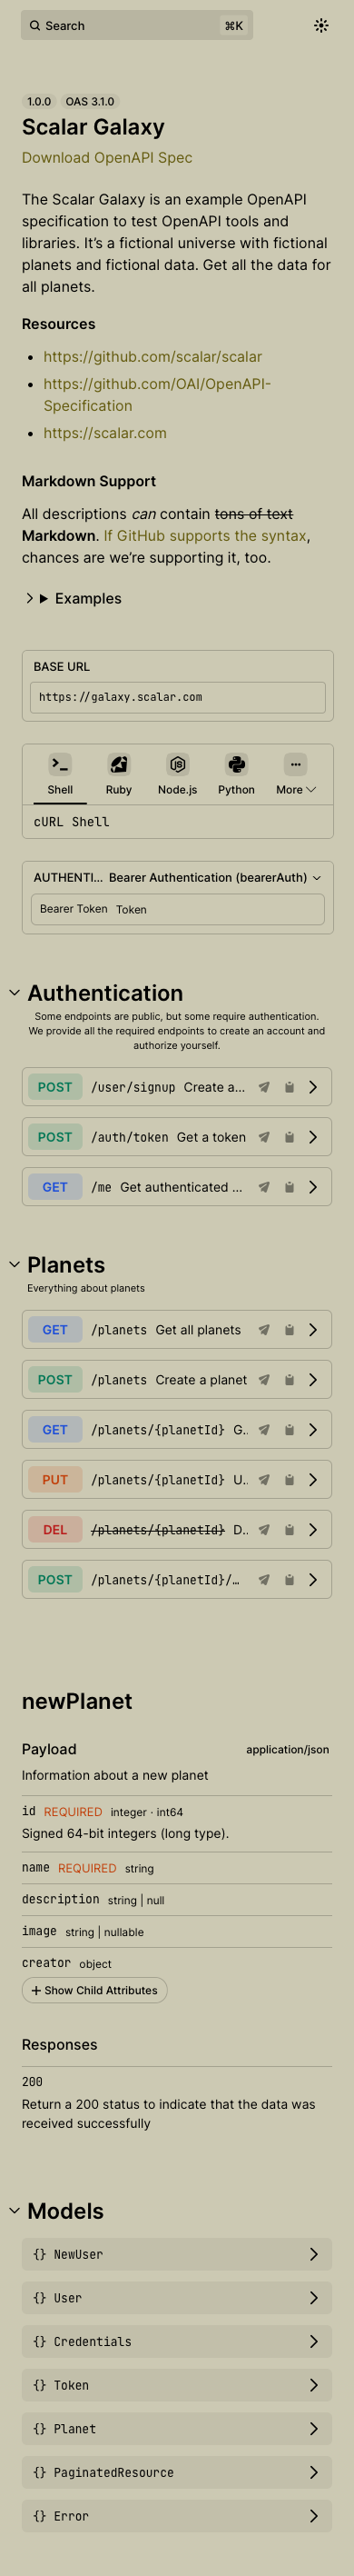 Search ⌘K
1.0.0 OAS 3.1.0
Scalar Galaxy
Download OpenAPI Spec
The Scalar Galaxy is an example OpenAPI
specification to test OpenAPI tools and
libraries. It's a fictional universe with fictional
planets and fictional data. Get all the data for
all planets.
Resources
• https://github.com/scalar/scalar
• https://github.com/OAI/OpenAPI-
Specification
• https://scalar.com
Markdown Support
All descriptions can contain tons of text
Markdown. If GitHub supports the syntax,
chances are we're supporting it, too.
Examples
BASE URL
https://galaxy.scalar.com
Shell Ruby Node.js Python More
cURL Shell
AUTHENTI... Bearer Authentication (bearerAuth)
Bearer Token Token
Authentication
Some endpoints are public, but some require authentication.
We provide all the required endpoints to create an account and
authorize yourself.
POST /user/signup Create a...
POST /auth/token Get a token
GET /me Get authenticated ...
Planets
Everything about planets
GET /planets Get all planets
POST /planets Create a planet
GET /planets/{planetId} G...
PUT /planets/{planetId} U...
DEL /planets/{planetId} D...
POST /planets/{planetId}/...
newPlanet
Payload application/json
Information about a new planet
id REQUIRED integer · int64
Signed 64-bit integers (long type).
name REQUIRED string
description string | null
image string | nullable
creator object
+ Show Child Attributes
Responses
200
Return a 200 status to indicate that the data was
received successfully
Models
{} NewUser
{} User
{} Credentials
{} Token
{} Planet
{} PaginatedResource
{} Error